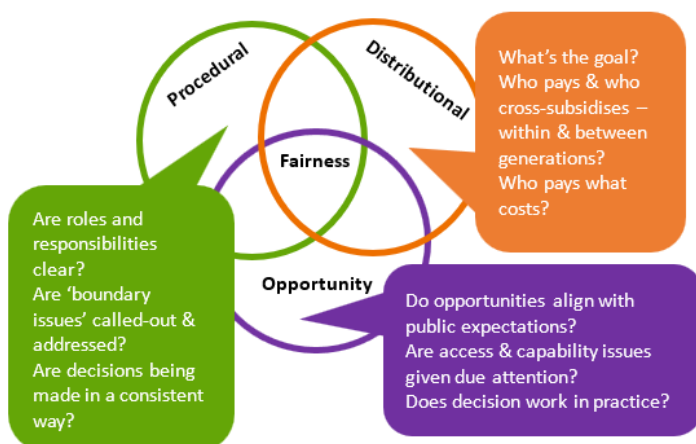 Procedural
Distributional
Fairness
Opportunity
What's the goal?
Who pays & who
cross-subsidises –
within & between
generations?
Who pays what
costs?
Are roles and
responsibilities
clear?
Are 'boundary
issues' called-out &
addressed?
Are decisions being
made in a consistent
way?
Do opportunities align with
public expectations?
Are access & capability issues
given due attention?
Does decision work in practice?